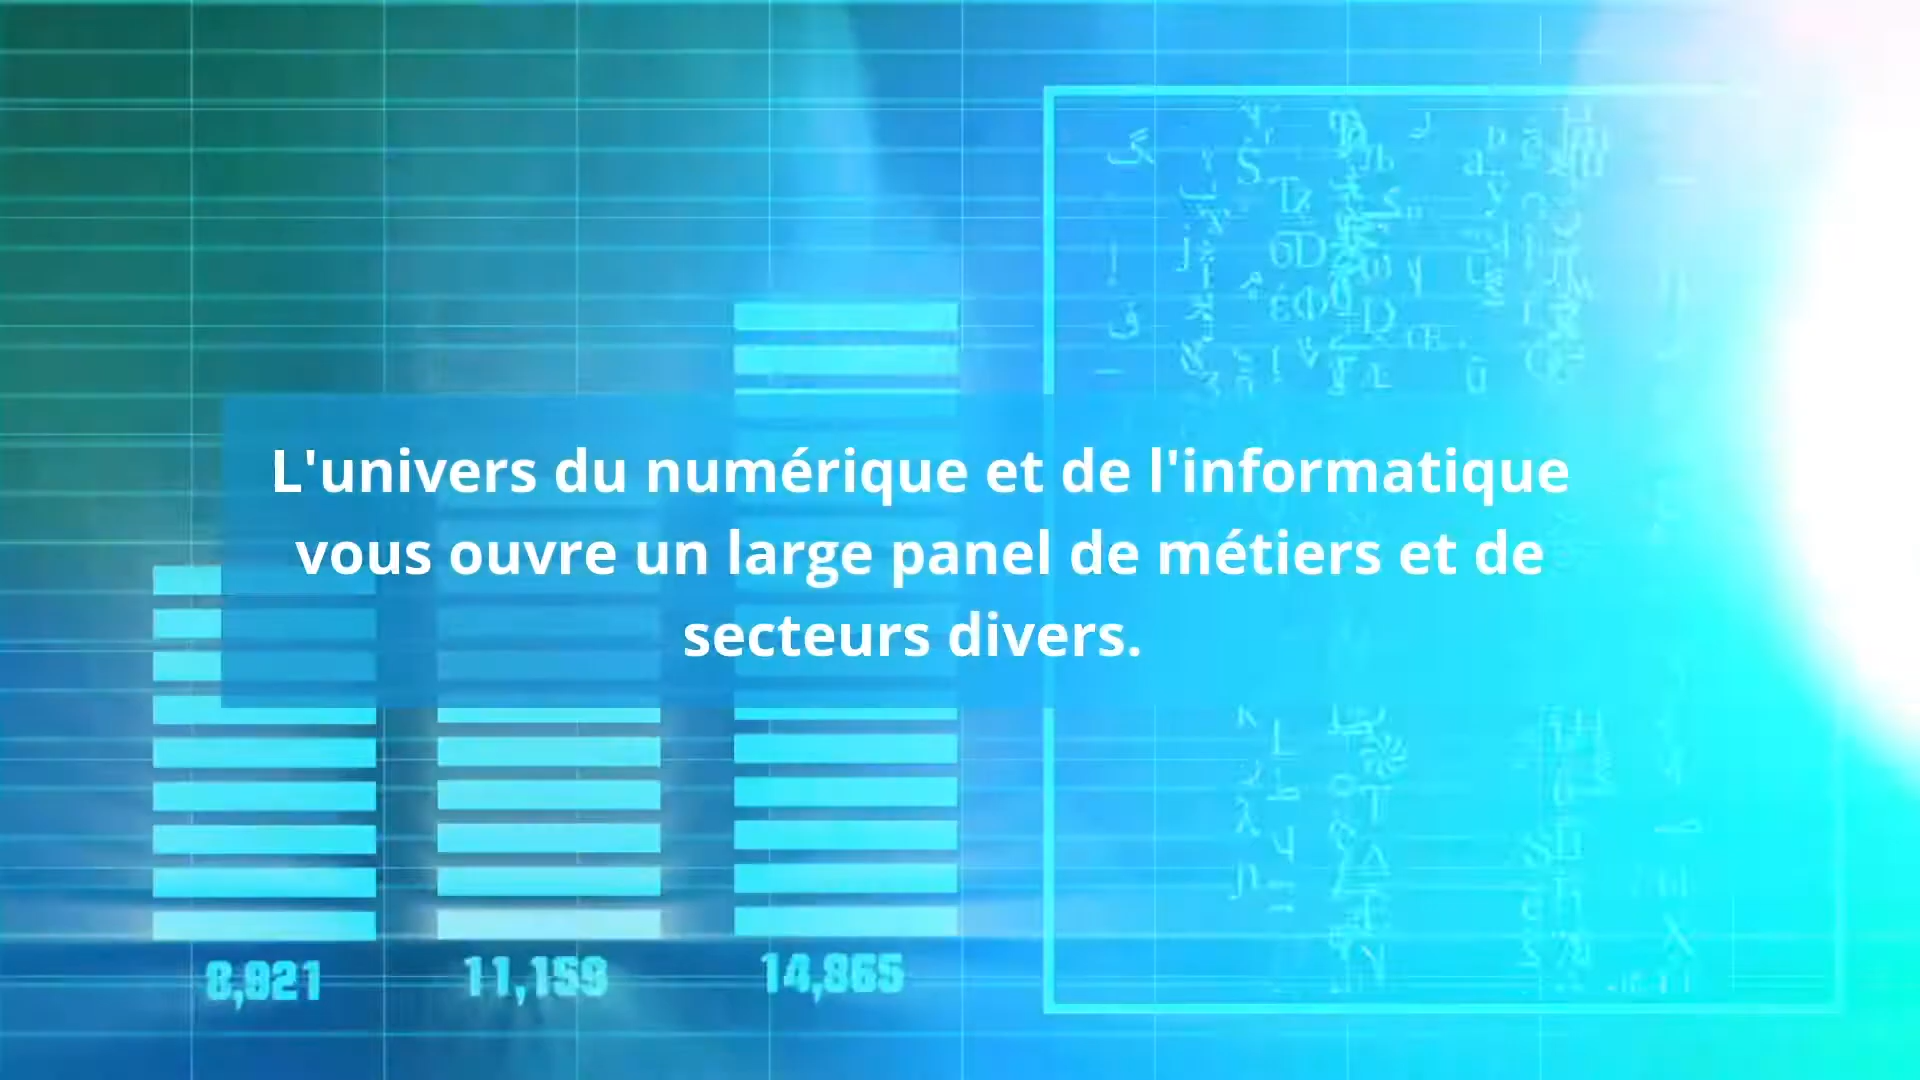 L'univers du numérique et de l'informatique
vous ouvre un large panel de métiers et de
secteurs divers.
8,921
11,159
14,865